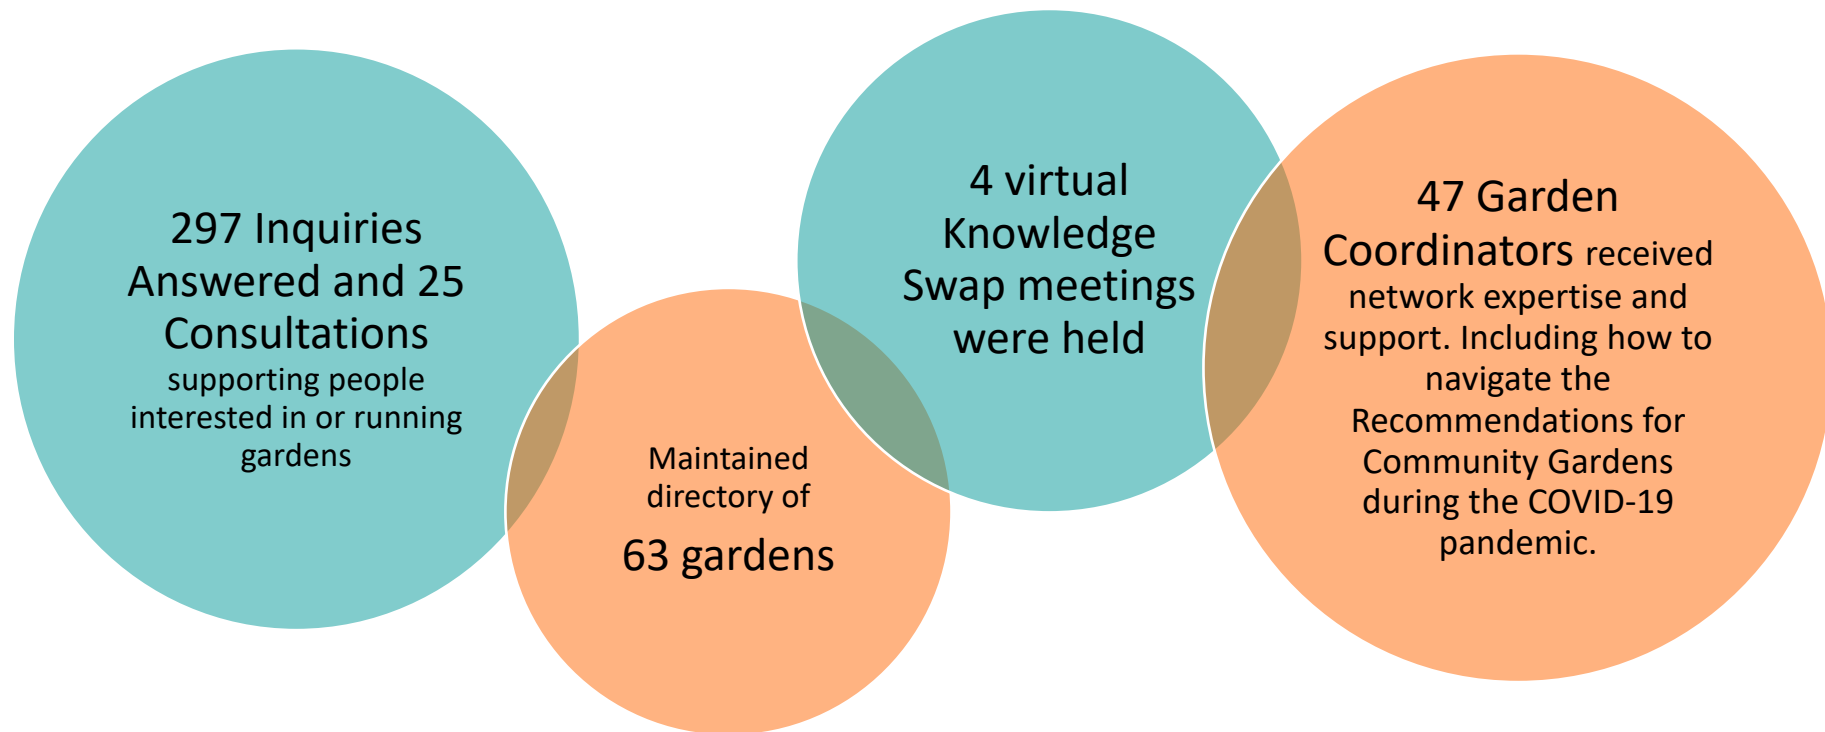 297 Inquiries
Answered and 25
Consultations
supporting people
interested in or running
gardens
Maintained
directory of
63 gardens
4 virtual
Knowledge
Swap meetings
were held
47 Garden
Coordinators received
network expertise and
support. Including how to
navigate the
Recommendations for
Community Gardens
during the COVID-19
pandemic.